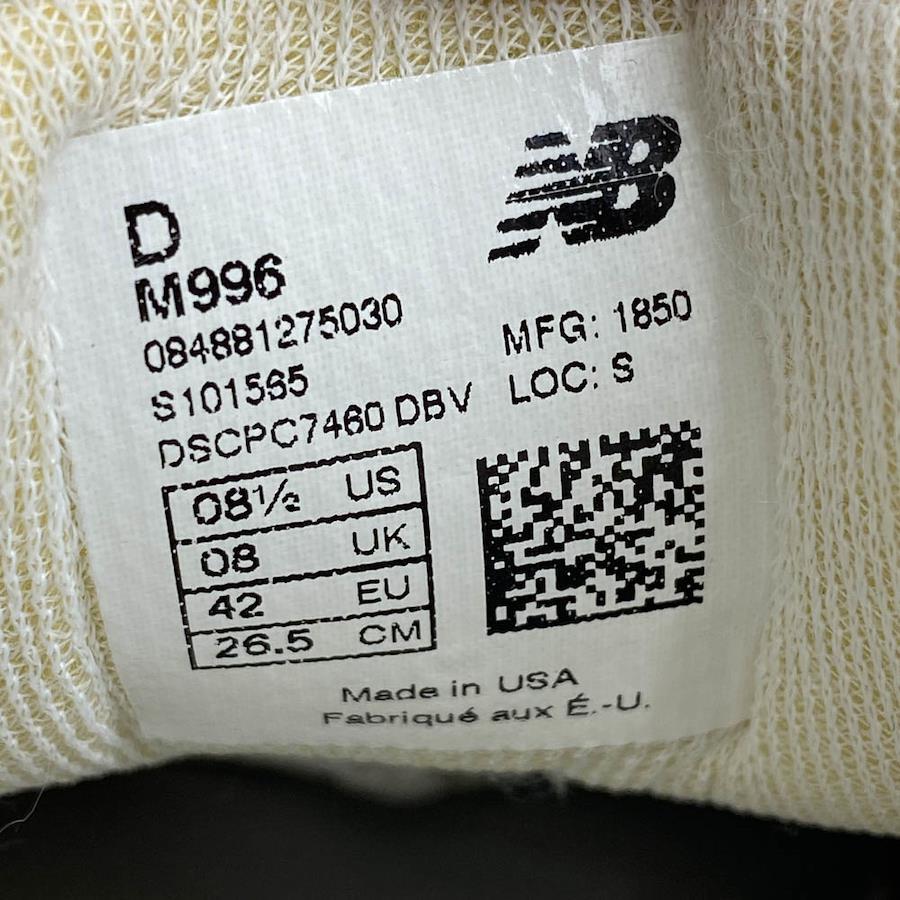 NB
D
M996
084881275030
S101565
DSCPC7460 DBV
MFG: 1850
LOC: S
08½ US
08 UK
42 EU
26.5 CM
Made in USA
Fabriqué aux É.-U.